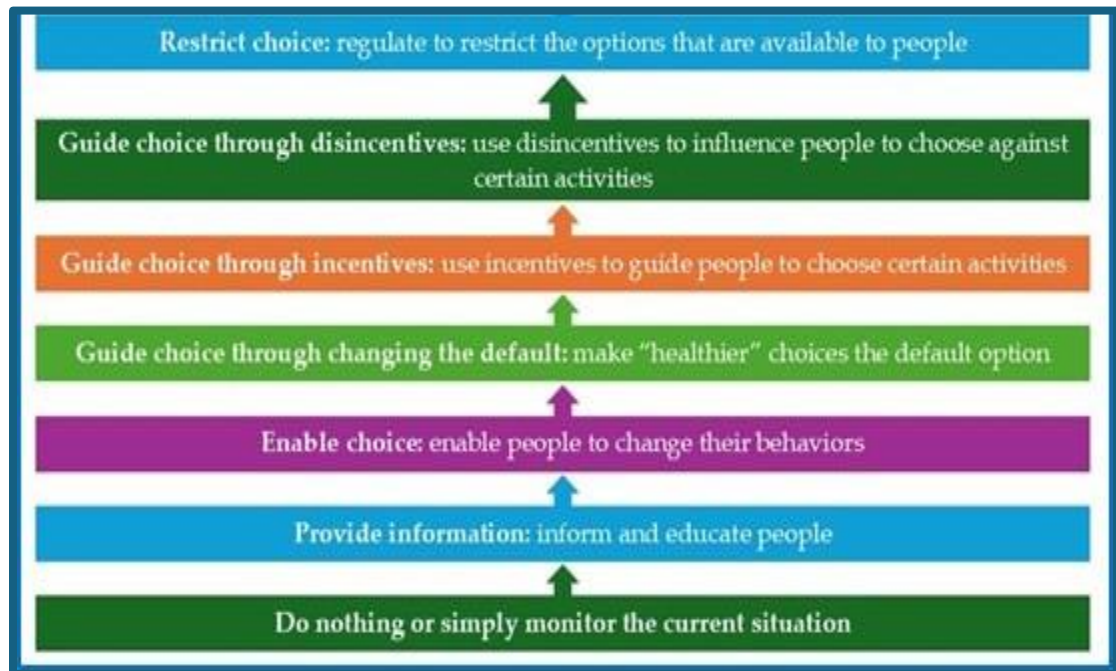 Restrict choice: regulate to restrict the options that are available to people
Guide choice through disincentives: use disincentives to influence people to choose against
certain activities
Guide choice through incentives: use incentives to guide people to choose certain activities
Guide choice through changing the default: make “healthier” choices the default option
Enable choice: enable people to change their behaviors
Provide information: inform and educate people
Do nothing or simply monitor the current situation